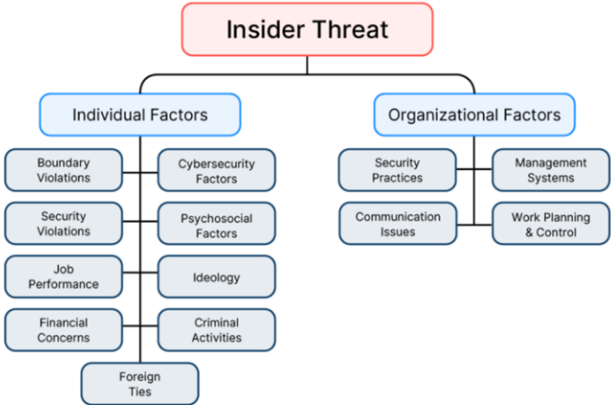 Insider Threat
Individual Factors
Organizational Factors
Boundary
Violations
Cybersecurity
Factors
Security
Violations
Psychosocial
Factors
Job
Performance
Ideology
Financial
Concerns
Criminal
Activities
Foreign
Ties
Security
Practices
Management
Systems
Communication
Issues
Work Planning
& Control